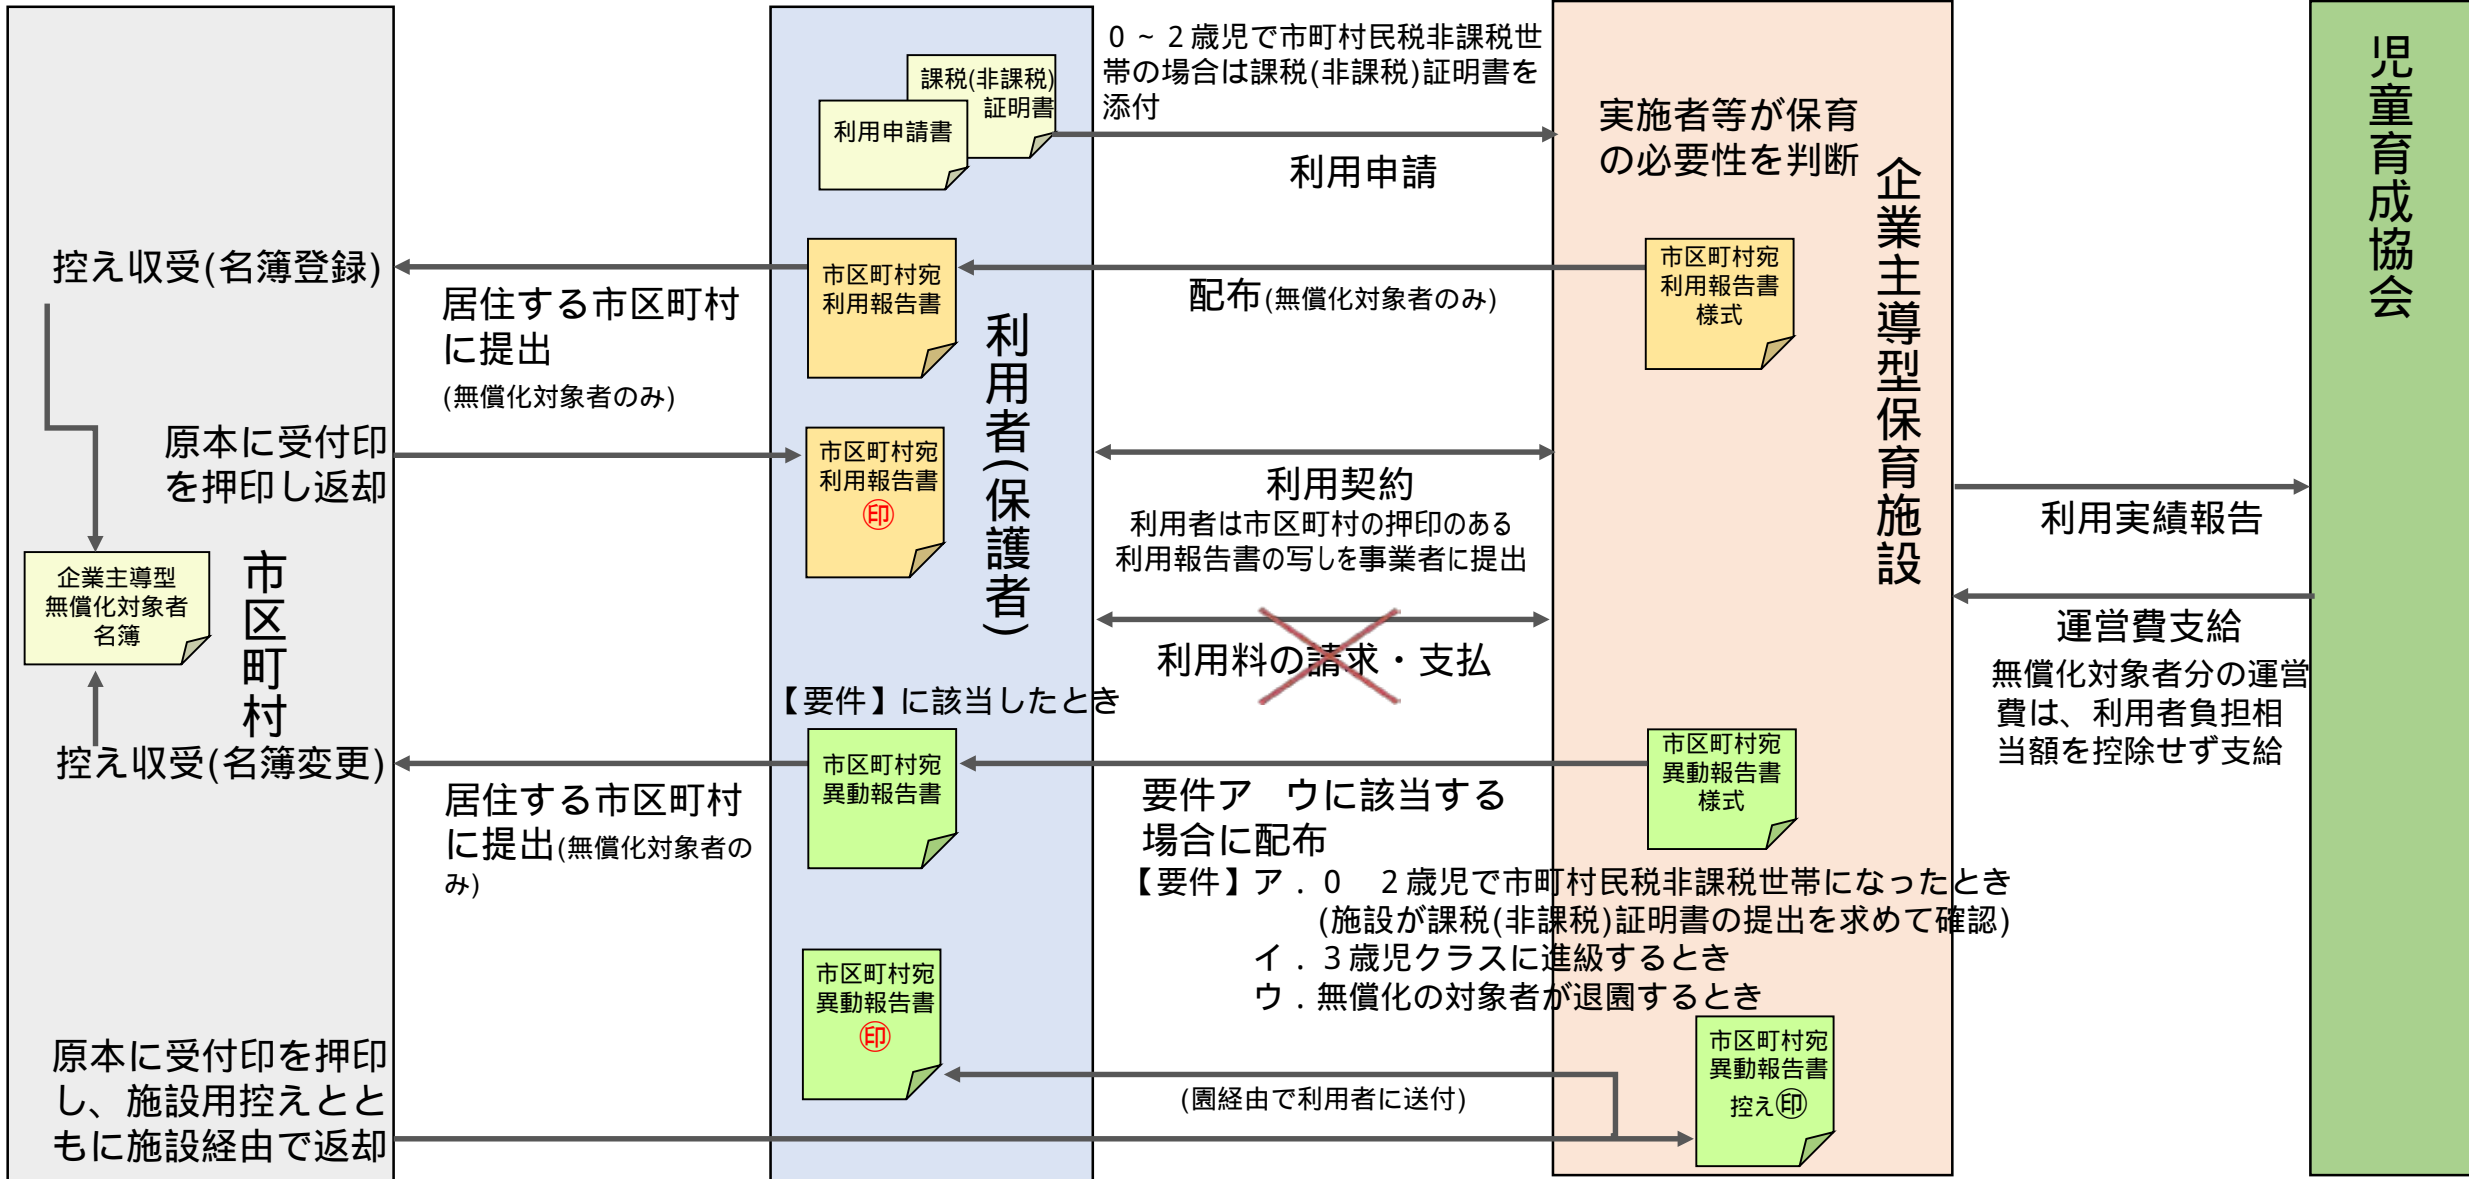 課税(非課税)
証明書
利用申請書
0～2歳児で市町村民税非課税世
帯の場合は課税(非課税)証明書を
添付
利用申請
実施者等が保育
の必要性を判断
企業主導型保育施設
児童育成協会
控え収受(名簿登録)
居住する市区町村
に提出
(無償化対象者のみ)
市区町村宛
利用報告書
配布(無償化対象者のみ)
市区町村宛
利用報告書
様式
利用者(保護者)
原本に受付印
を押印し返却
市区町村宛
利用報告書
㊞
利用契約
利用者は市区町村の押印のある
利用報告書の写しを事業者に提出
利用実績報告
企業主導型
無償化対象者
名簿
市区町村
利用料の請求・支払
運営費支給
無償化対象者分の運営
費は、利用者負担相
当額を控除せず支給
【要件】に該当したとき
控え収受(名簿変更)
居住する市区町村
に提出(無償化対象者の
み)
市区町村宛
異動報告書
要件ア ウに該当する
場合に配布
市区町村宛
異動報告書
様式
【要件】ア．0 2歳児で市町村民税非課税世帯になったとき
(施設が課税(非課税)証明書の提出を求めて確認)
イ．3歳児クラスに進級するとき
ウ．無償化の対象者が退園するとき
市区町村宛
異動報告書
㊞
市区町村宛
異動報告書
控え㊞
(園経由で利用者に送付)
原本に受付印を押印
し、施設用控えとと
もに施設経由で返却